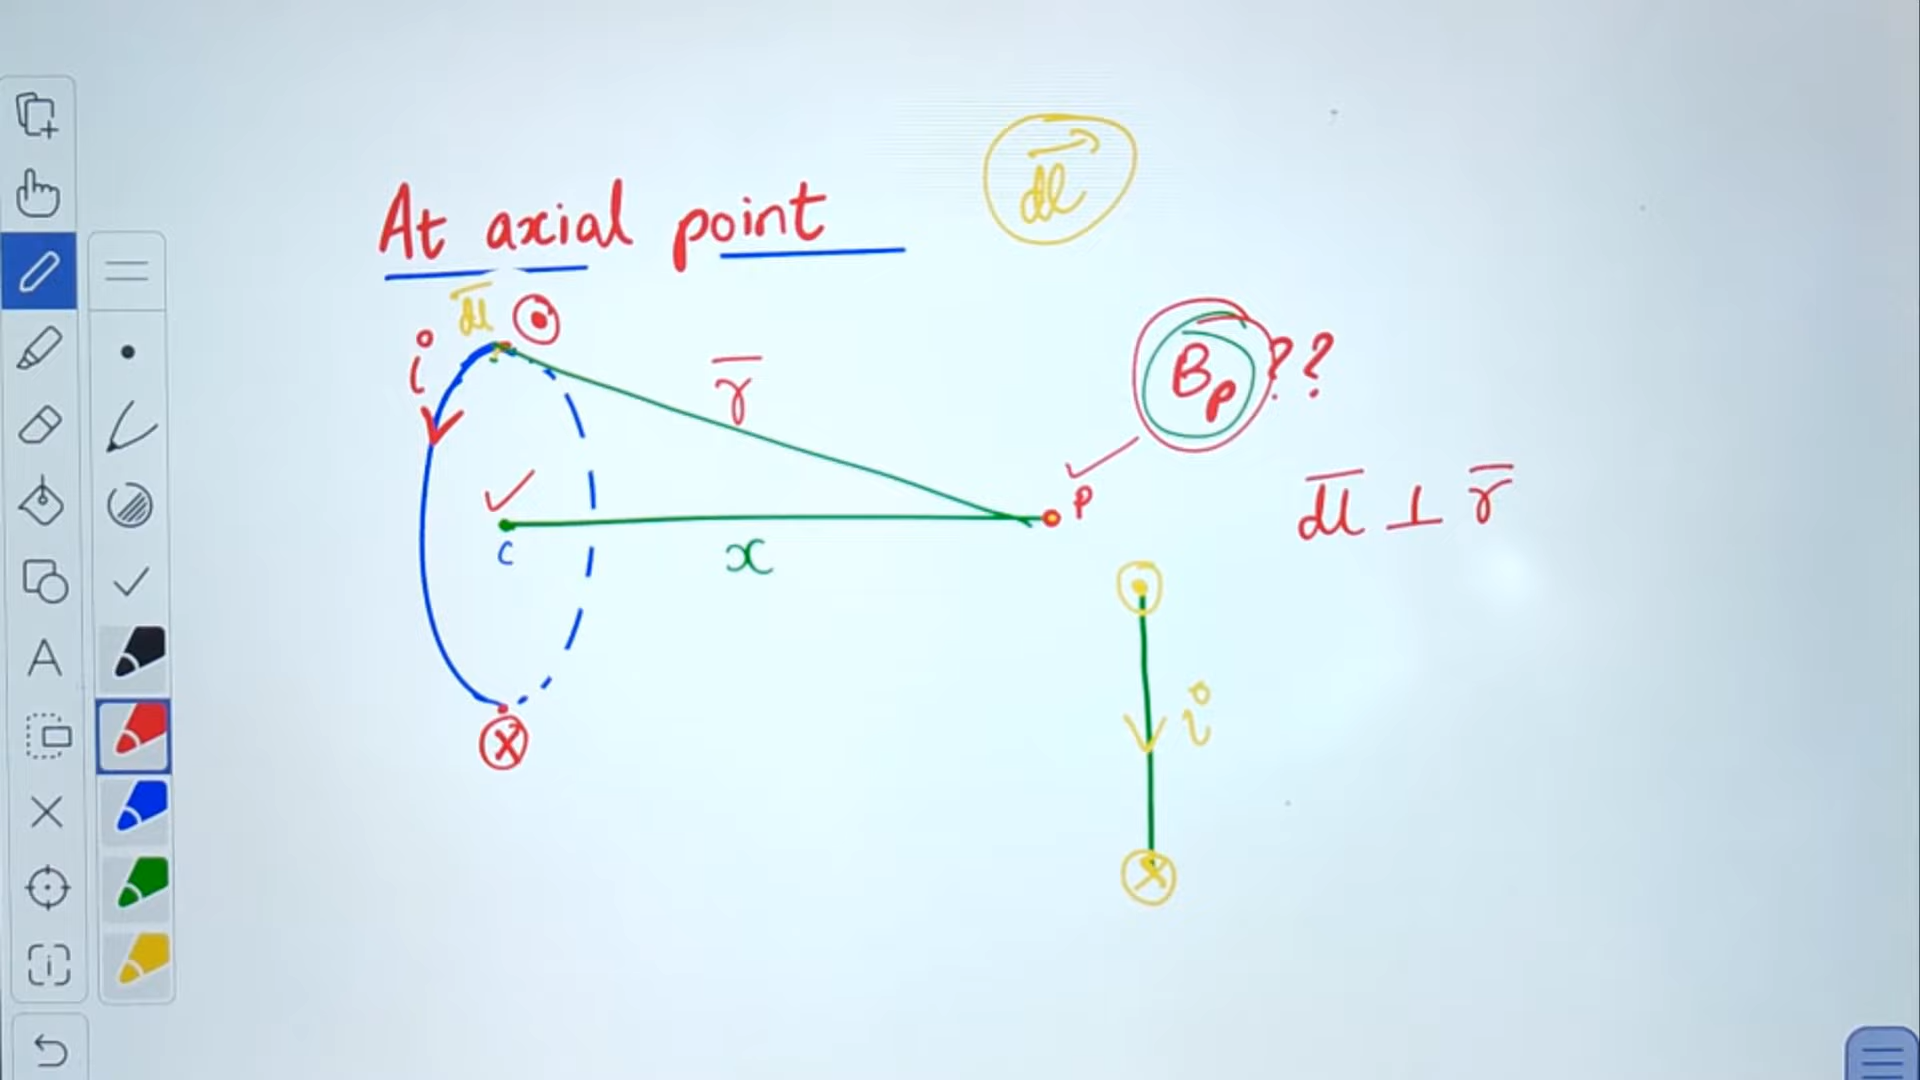 At axial point
dl
dl
i
r
Bp ??
P
dl ⊥ r
C
x
i